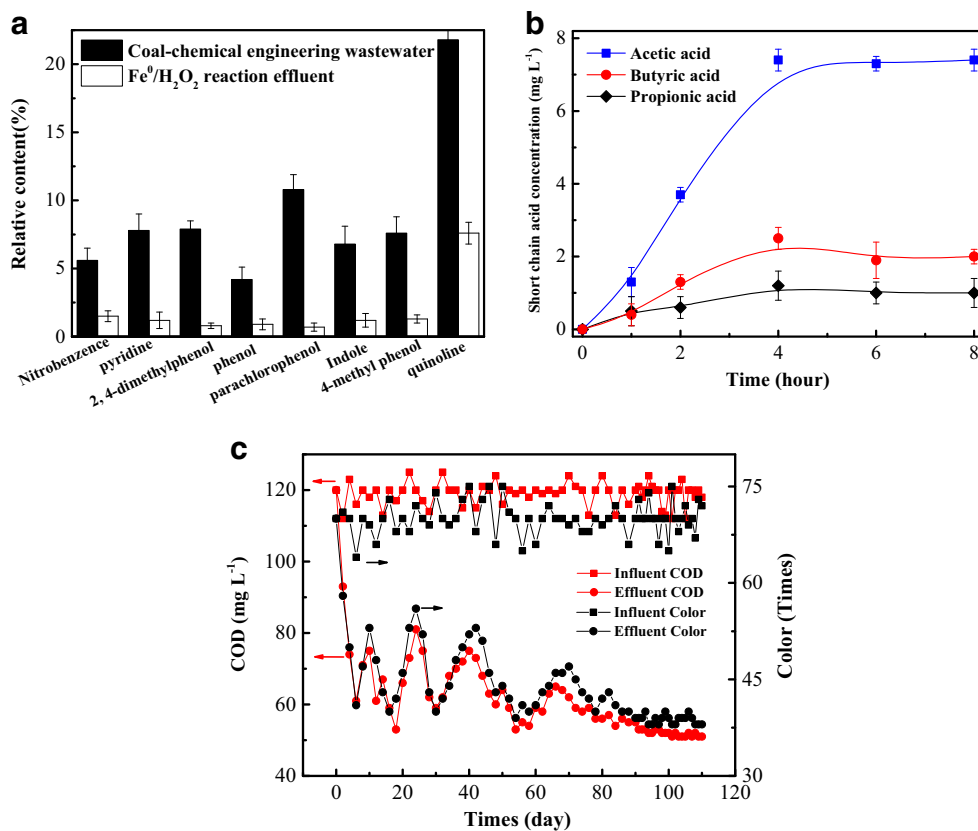 a
Relative content(%)
20
15
10
5
0
Coal-chemical engineering wastewater
Fe⁰/H₂O₂ reaction effluent
Nitrobenzence
pyridine
2, 4-dimethylphenol
phenol
parachlorophenol
Indole
4-methyl phenol
quinoline
b
Short chain acid concentration (mg L⁻¹)
8
6
4
2
0
Acetic acid
Butyric acid
Propionic acid
0 2 4 6 8
Time (hour)
c
COD (mg L⁻¹)
120
100
80
60
40
Influent COD
Effluent COD
Influent Color
Effluent Color
75
60
45
30
Color (Times)
0 20 40 60 80 100 120
Times (day)